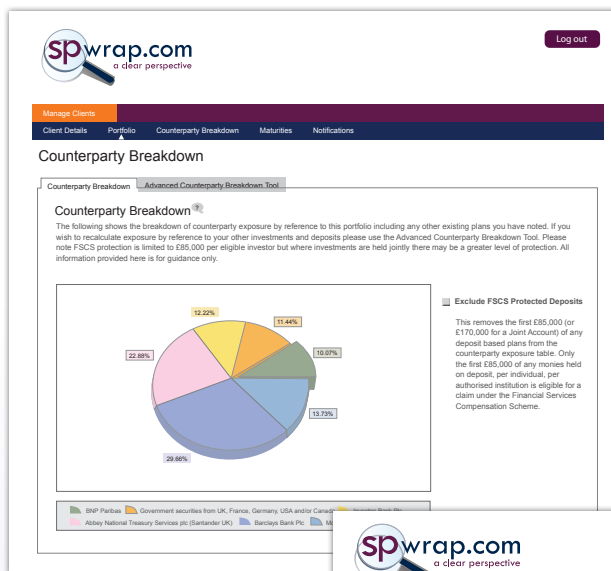 spwrap.com
a clear perspective
Log out
Manage Clients
Client Details Portfolio Counterparty Breakdown Maturities Notifications
Counterparty Breakdown
Counterparty Breakdown Advanced Counterparty Breakdown Tool
Counterparty Breakdown ?
The following shows the breakdown of counterparty exposure by reference to this portfolio including any other existing plans you have noted. If you
wish to recalculate exposure by reference to your other investments and deposits please use the Advanced Counterparty Breakdown Tool. Please
note FSCS protection is limited to £85,000 per eligible investor but where investments are held jointly there may be a greater level of protection. All
information provided here is for guidance only.
Exclude FSCS Protected Deposits
This removes the first £85,000 (or
£170,000 for a Joint Account) of any
deposit based plans from the
counterparty exposure table. Only
the first £85,000 of any monies held
on deposit, per individual, per
authorised institution is eligible for a
claim under the Financial Services
Compensation Scheme.
12.22%
11.44%
22.88%
10.07%
13.73%
29.66%
BNP Paribas Government securities from UK, France, Germany, USA and/or Canada
Abbey National Treasury Services plc (Santander UK) Barclays Bank Plc
spwrap.com
a clear perspective